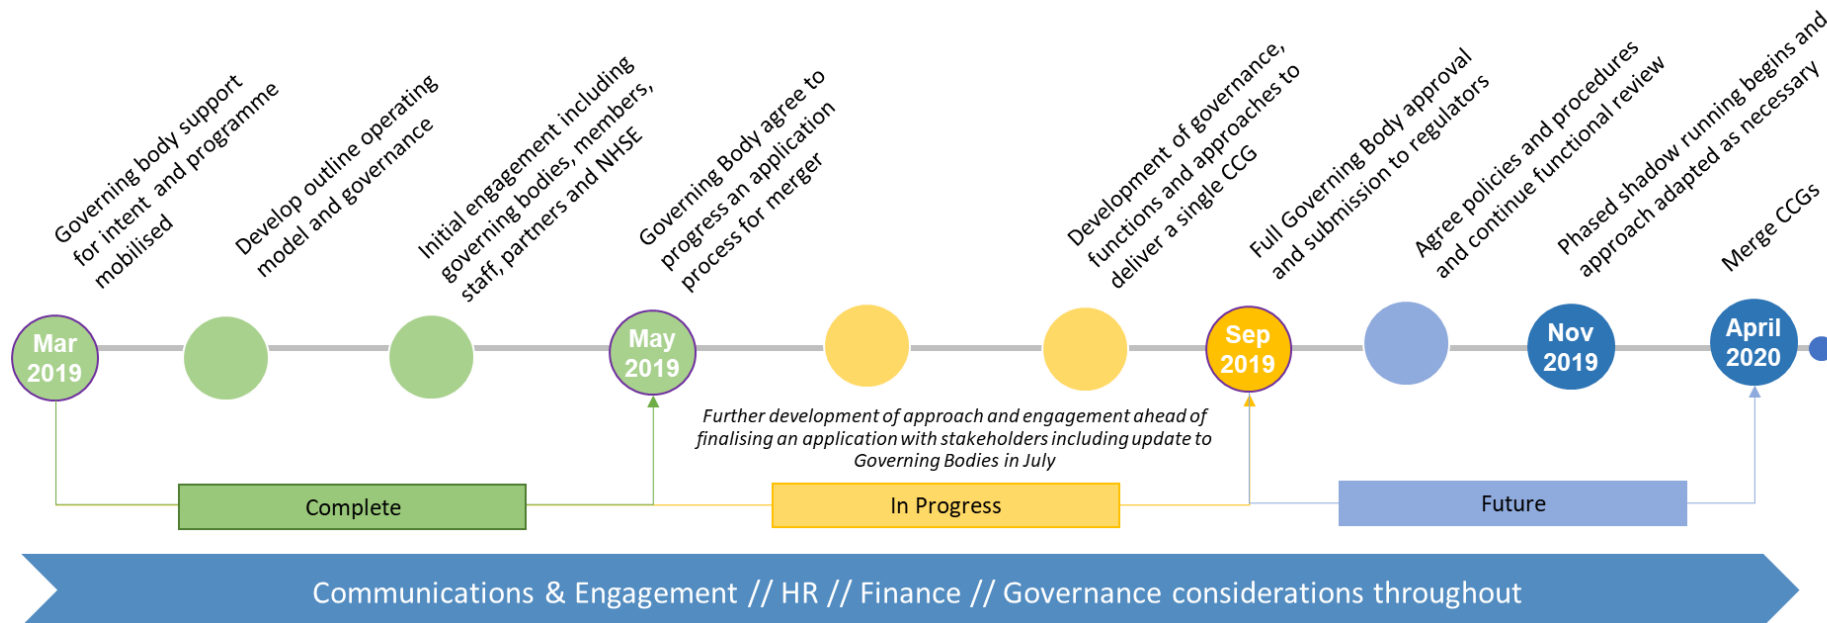 Governing body support
for intent and programme
mobilised
Develop outline operating
model and governance
Initial engagement including
governing bodies, members,
staff, partners and NHSE
Governing Body agree to
progress an application
process for merger
Development of governance,
functions and approaches to
deliver a single CCG
Full Governing Body approval
and submission to regulators
Agree policies and procedures
and continue functional review
Phased shadow running begins and
approach adapted as necessary
Merge CCGs
Mar
2019
May
2019
Sep
2019
Nov
2019
April
2020
Further development of approach and engagement ahead of
finalising an application with stakeholders including update to
Governing Bodies in July
Complete
In Progress
Future
Communications & Engagement // HR // Finance // Governance considerations throughout